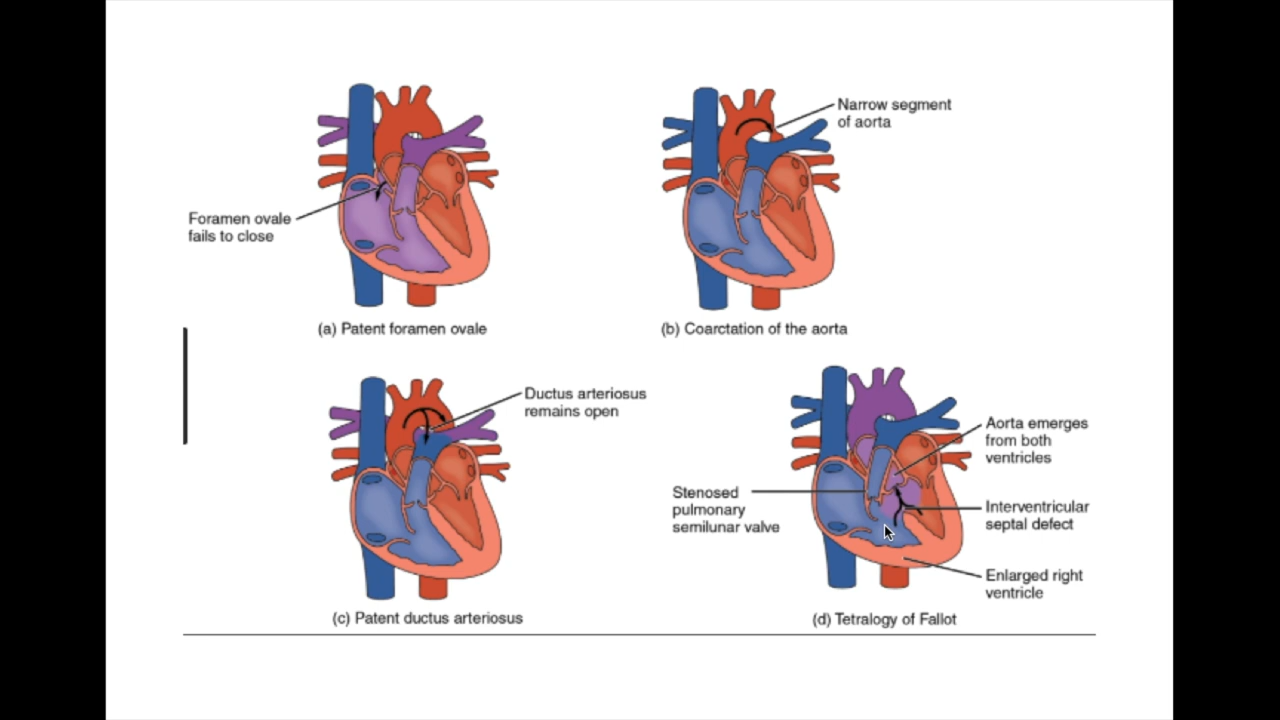 Narrow segment
of aorta
Foramen ovale
fails to close
(a) Patent foramen ovale
(b) Coarctation of the aorta
Ductus arteriosus
remains open
Aorta emerges
from both
ventricles
Stenosed
pulmonary
semilunar valve
Interventricular
septal defect
Enlarged right
ventricle
(c) Patent ductus arteriosus
(d) Tetralogy of Fallot